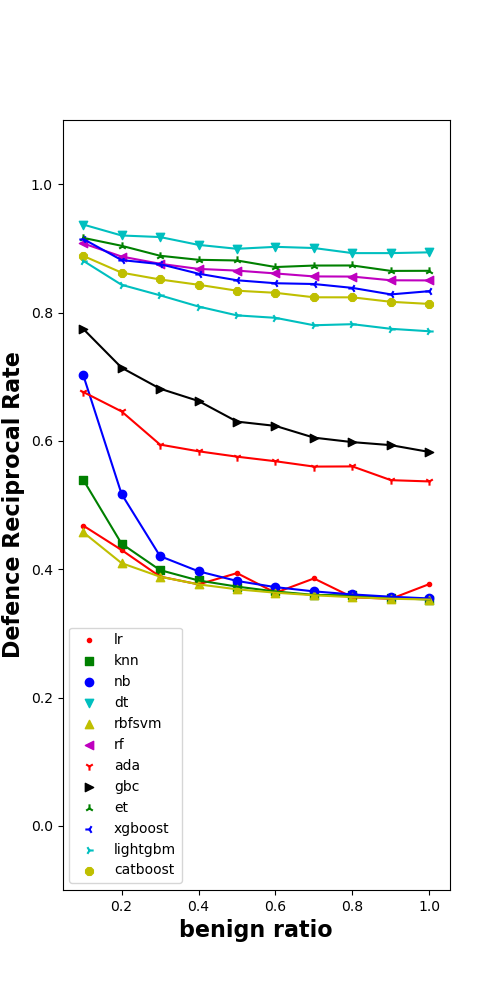 1.0
0.8
0.6
0.4
0.2
0.0
Defence Reciprocal Rate
lr
knn
nb
dt
rbfsvm
rf
ada
gbc
et
xgboost
lightgbm
catboost
0.2 0.4 0.6 0.8 1.0
benign ratio